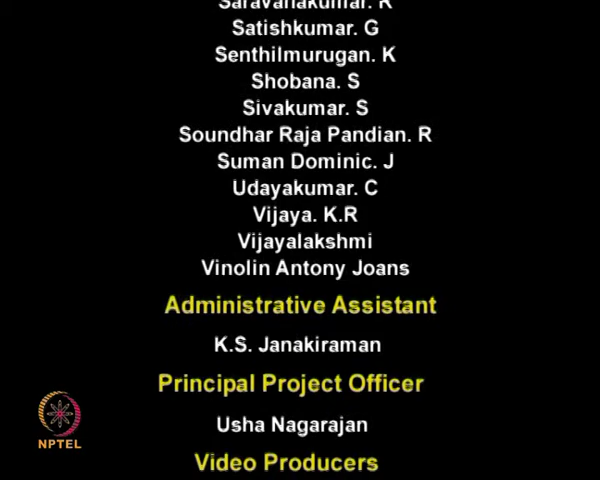 Saravanakumar. R
Satishkumar. G
Senthilmurugan. K
Shobana. S
Sivakumar. S
Soundhar Raja Pandian. R
Suman Dominic. J
Udayakumar. C
Vijaya. K.R
Vijayalakshmi
Vinolin Antony Joans
Administrative Assistant
K.S. Janakiraman
Principal Project Officer
Usha Nagarajan
Video Producers
NPTEL